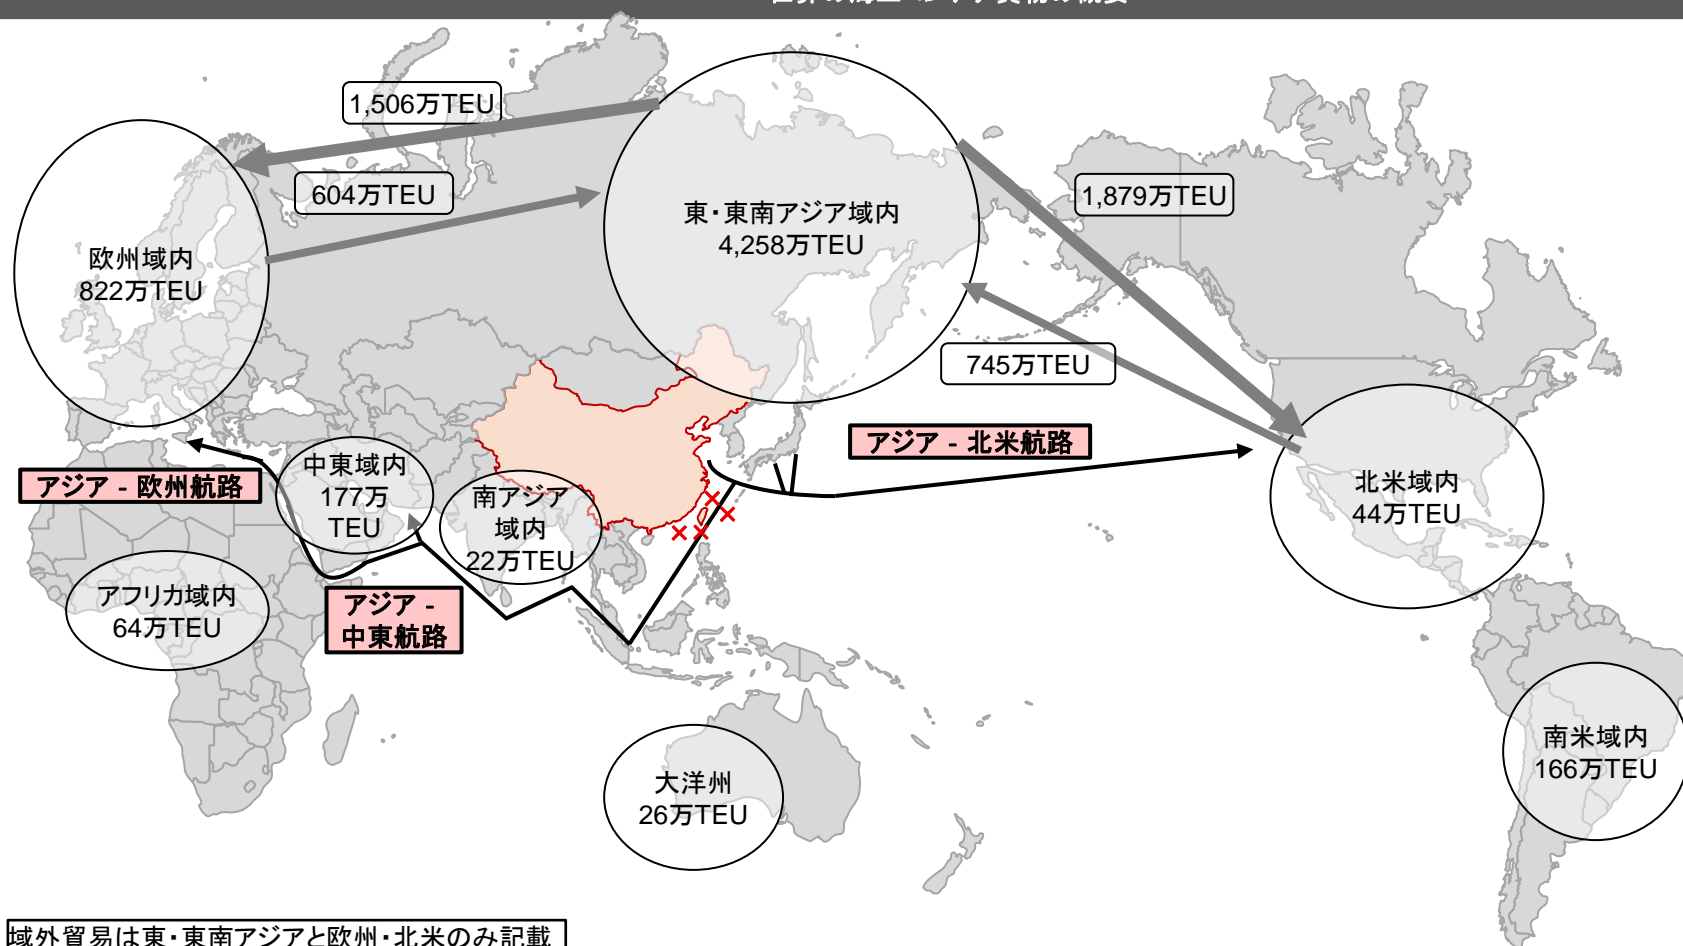 1,506万TEU
604万TEU
1,879万TEU
745万TEU
東・東南アジア域内
4,258万TEU
欧州域内
822万TEU
アジア - 北米航路
アジア - 欧州航路
中東域内
177万
TEU
南アジア
域内
22万TEU
北米域内
44万TEU
アフリカ域内
64万TEU
アジア -
中東航路
大洋州
26万TEU
南米域内
166万TEU
域外貿易は東・東南アジアと欧州・北米のみ記載